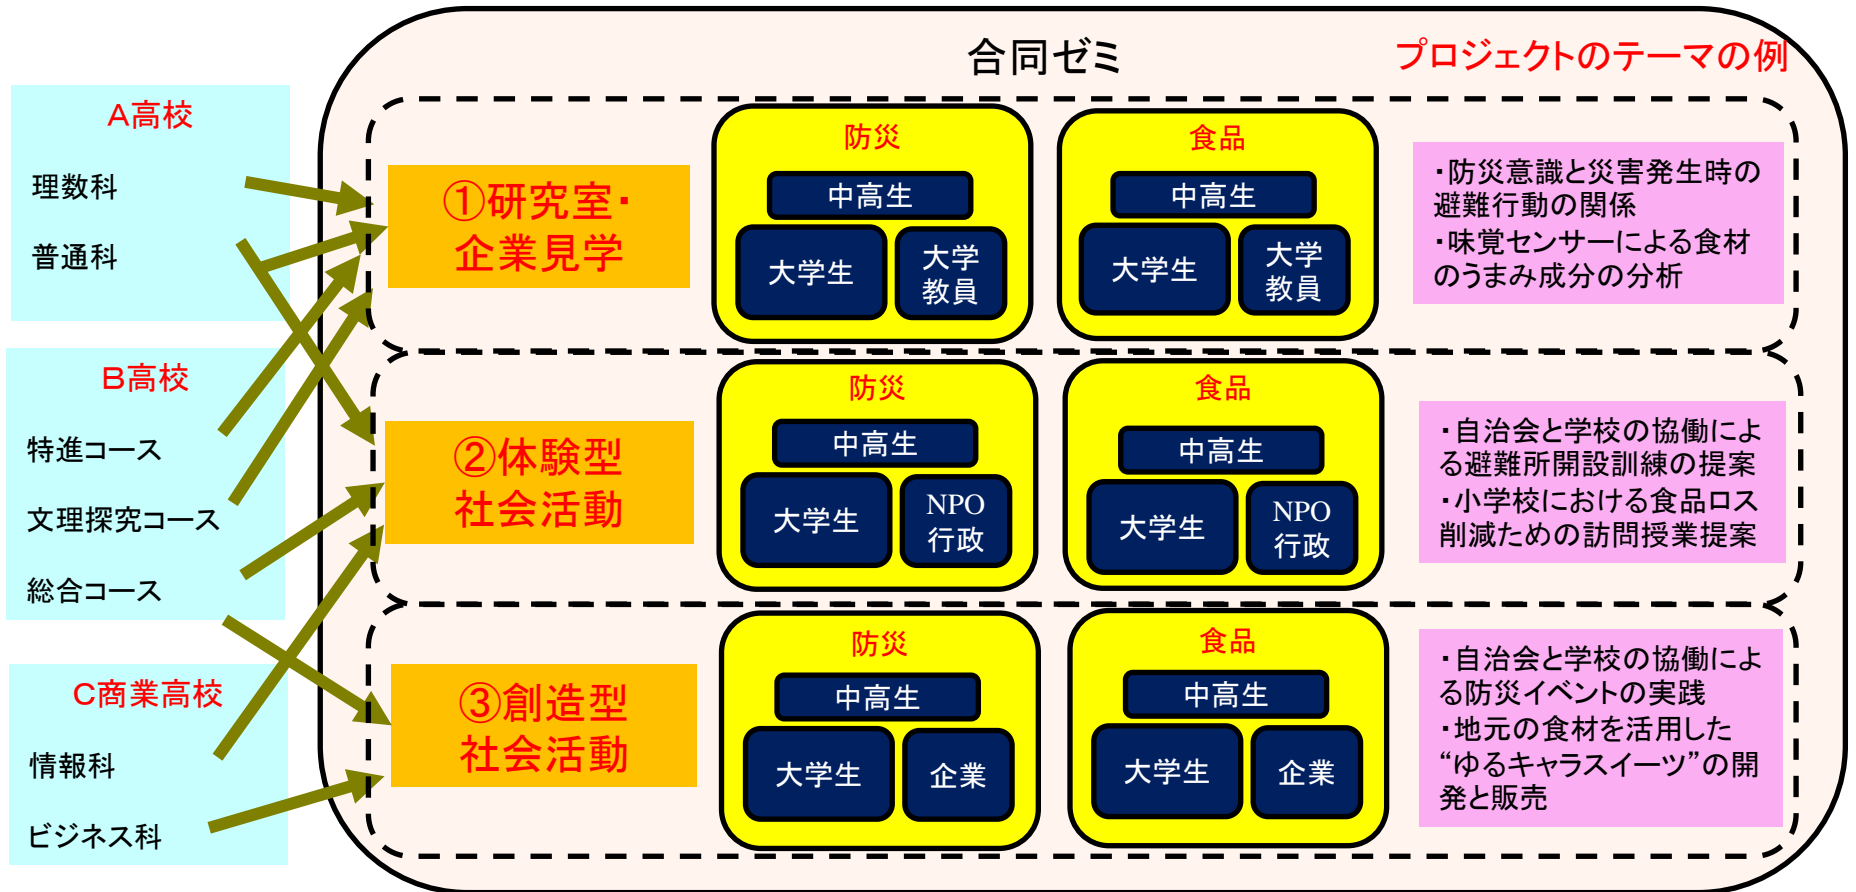 合同ゼミ
プロジェクトのテーマの例
A高校
理数科
普通科
B高校
特進コース
文理探究コース
総合コース
C商業高校
情報科
ビジネス科
①研究室・
企業見学
防災
中高生
大学生
大学
教員
食品
中高生
大学生
大学
教員
・防災意識と災害発生時の
避難行動の関係
・味覚センサーによる食材
のうまみ成分の分析
②体験型
社会活動
防災
中高生
大学生
NPO
行政
食品
中高生
大学生
NPO
行政
・自治会と学校の協働によ
る避難所開設訓練の提案
・小学校における食品ロス
削減ための訪問授業提案
③創造型
社会活動
防災
中高生
大学生
企業
食品
中高生
大学生
企業
・自治会と学校の協働によ
る防災イベントの実践
・地元の食材を活用した
“ゆるキャラスイーツ”の開
発と販売